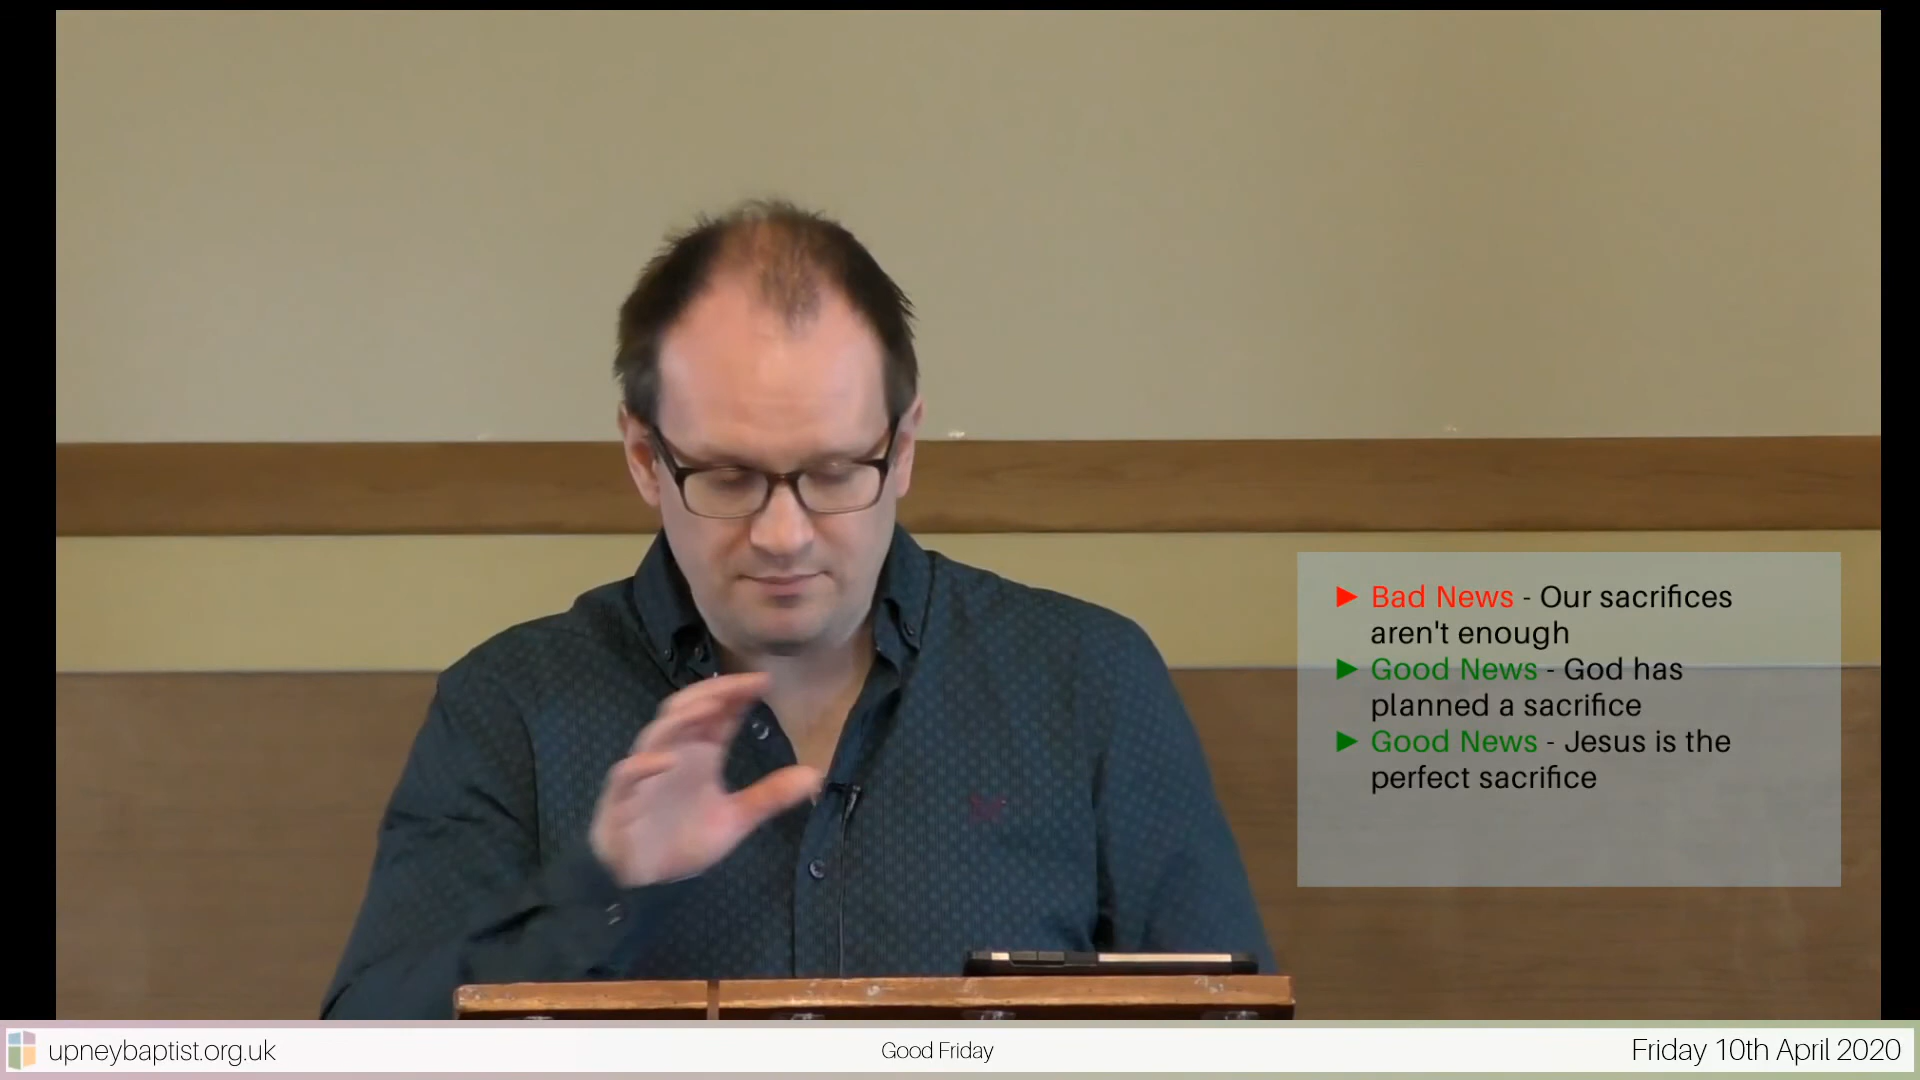 ► Bad News - Our sacrifices
aren't enough
► Good News - God has
planned a sacrifice
► Good News - Jesus is the
perfect sacrifice
upneybaptist.org.uk
Good Friday
Friday 10th April 2020